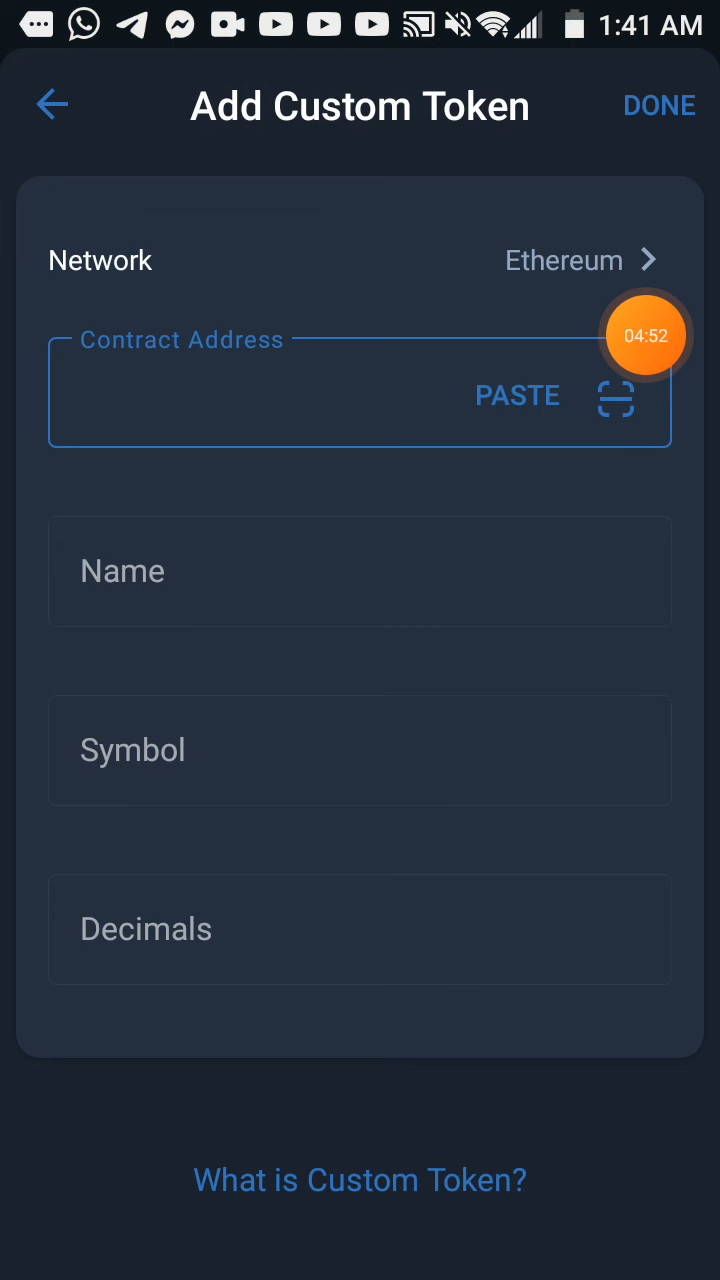 1:41 AM
Add Custom Token
DONE
Network
Ethereum
04:52
Contract Address
PASTE
Name
Symbol
Decimals
What is Custom Token?